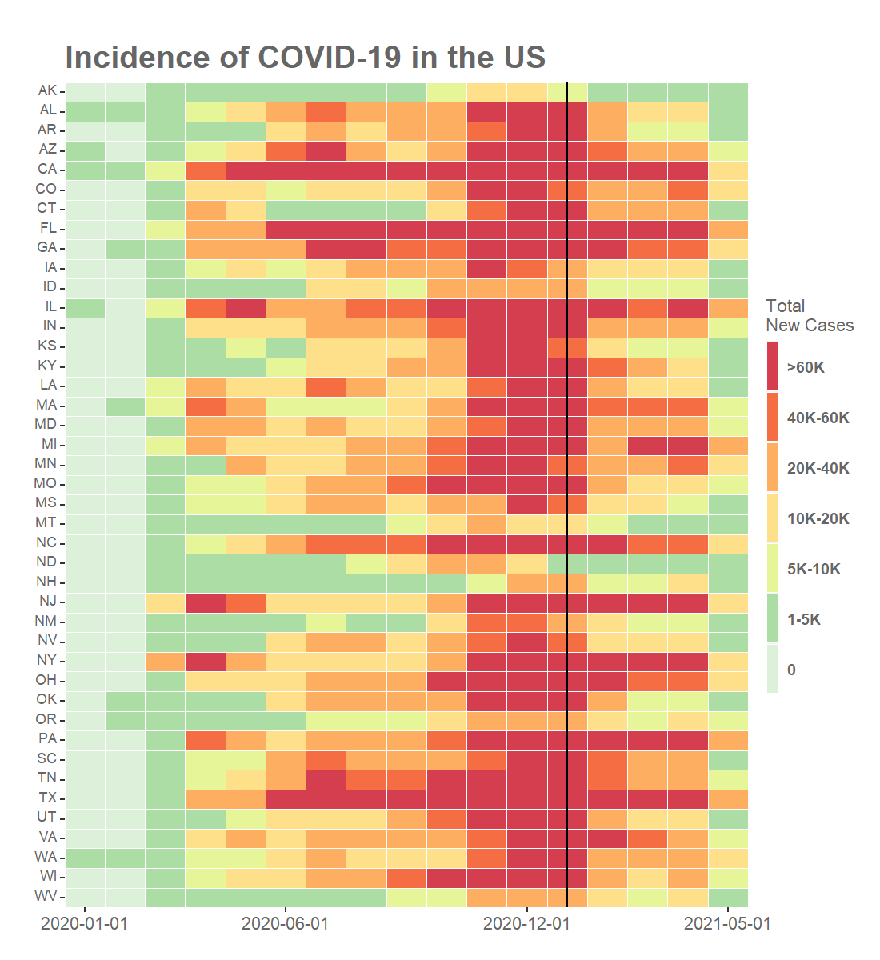 Incidence of COVID-19 in the US
AK
AL
AR
AZ
CA
CO
CT
FL
GA
IA
ID
IL
IN
KS
KY
LA
MA
MD
MI
MN
MO
MS
MT
NC
ND
NH
NJ
NM
NV
NY
OH
OK
OR
PA
SC
TN
TX
UT
VA
WA
WI
WV
2020-01-01 2020-06-01 2020-12-01 2021-05-01
Total
New Cases
>60K
40K-60K
20K-40K
10K-20K
5K-10K
1-5K
0